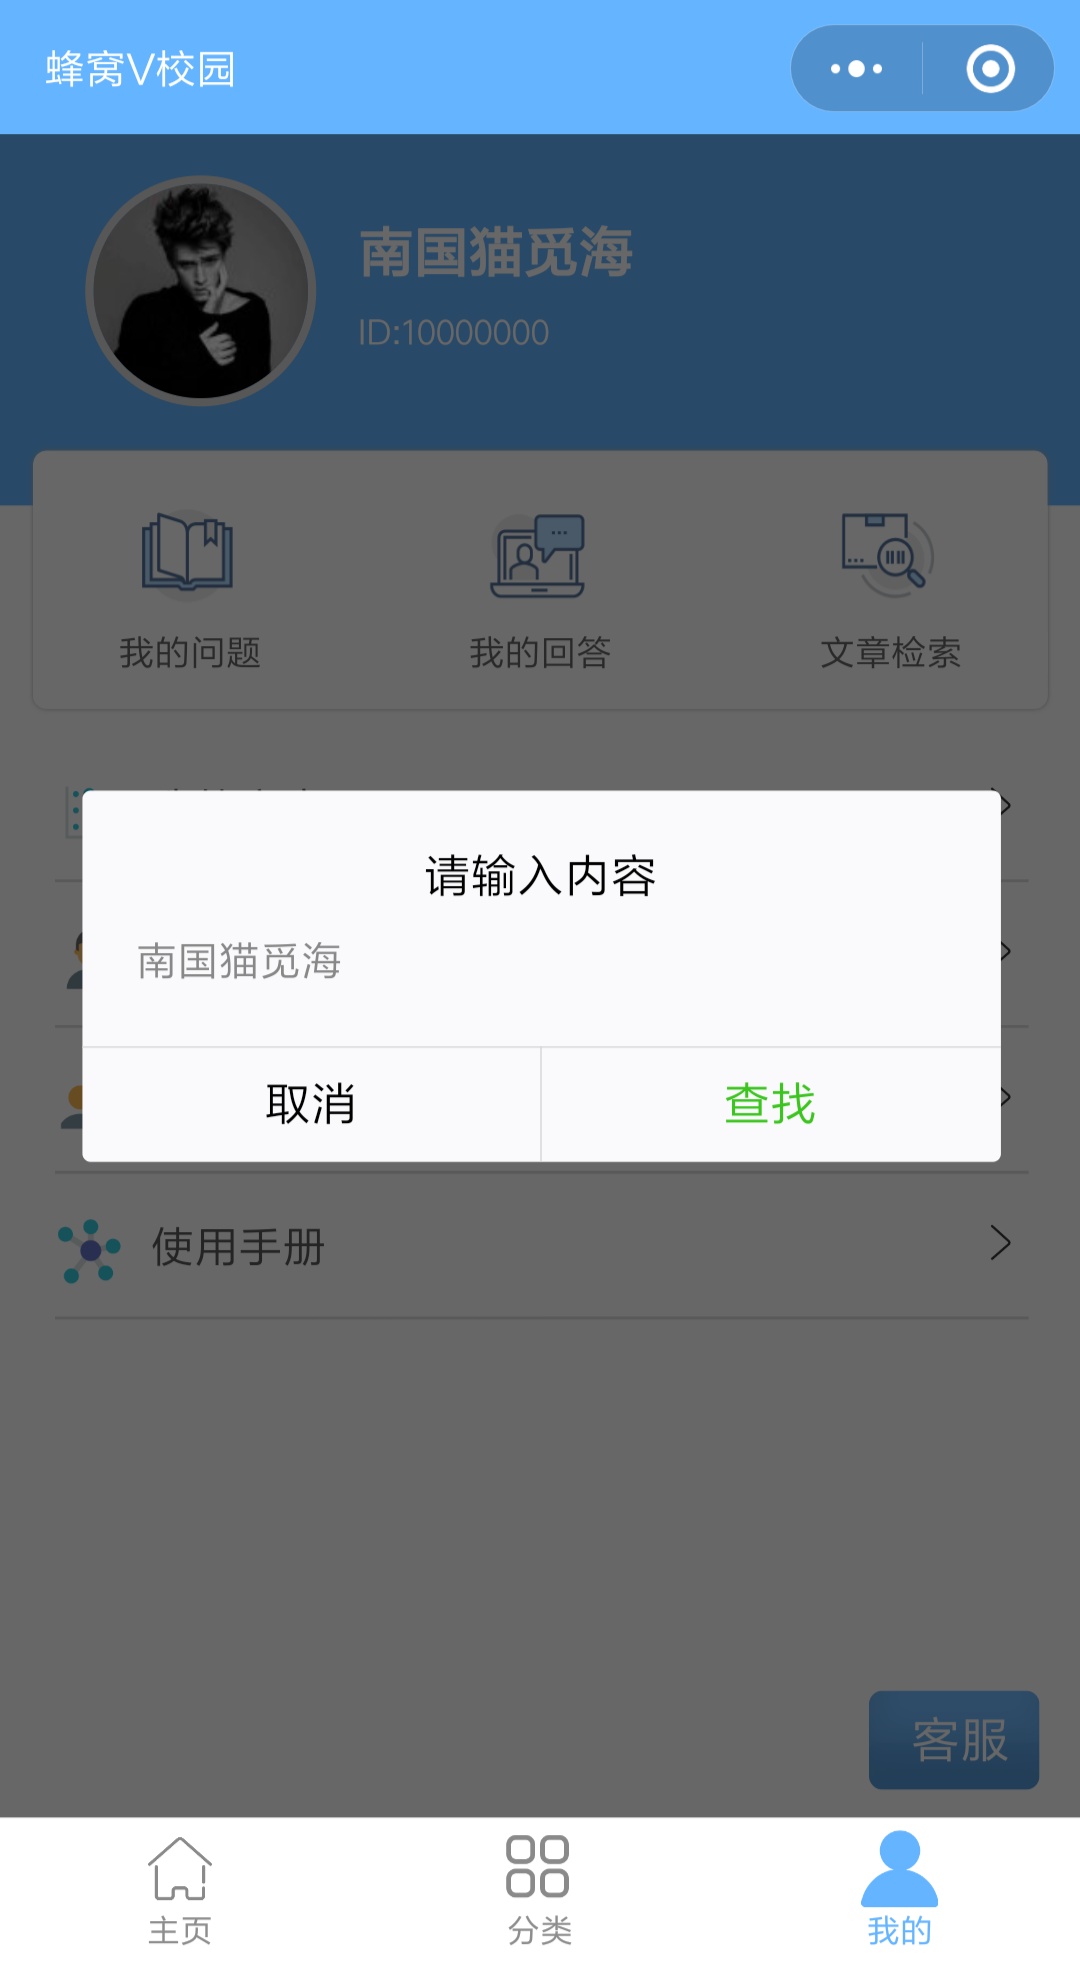 蜂窝V校园
南国猫觅海
ID:10000000
我的问题
我的回答
文章检索
请输入内容
南国猫觅海
取消
查找
使用手册
客服
主页
分类
我的